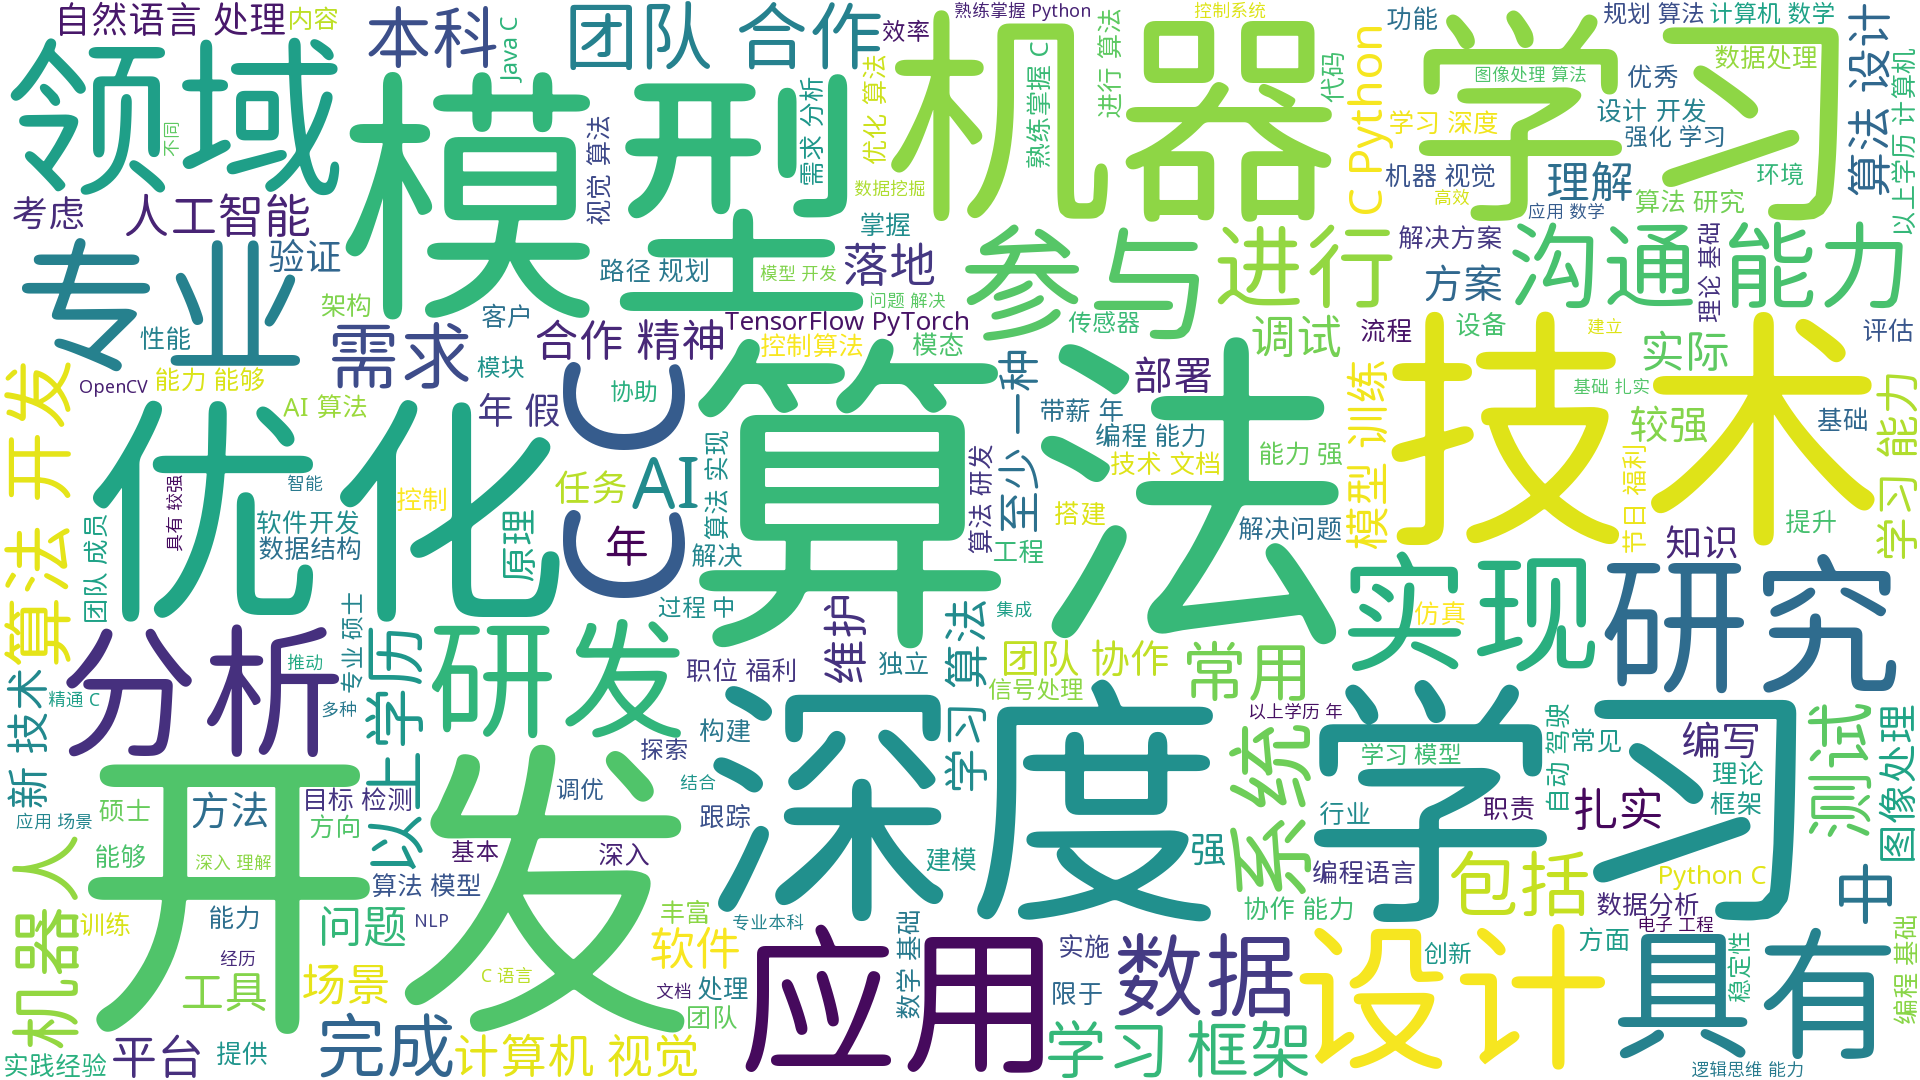 自然语言 处理
内容
本科
Java C
团队 合作
效率
熟练掌握 Python
控制系统
功能
规划 算法
计算机 数学
算法 设计
领域
不同
模型
视觉 算法
需求 分析
优化 算法
机器
学习
熟练掌握 C
进行 算法
代码
C Python
图像处理 算法
优秀
数据处理
设计 开发
学习 深度
强化 学习
以上学历 计算机
数据挖掘
机器 视觉
高效
理解
应用 数学
算法 研究
环境
考虑
人工智能
掌握
专业
验证
架构
性能
客户
路径 规划
模型 开发
落地
问题 解决
参与
传感器
进行
解决方案
方案
沟通能力
理论 基础
需求
合作 精神
TensorFlow PyTorch
控制算法
模态
调试
流程
设备
建立
实际
评估
OpenCV
能力 能够
模块
协助
AI 算法
年 假
算法 开发
优化
C C
算法
一种
至少
带薪 年
部署
编程 能力
技术 文档
能力 强
模型 训练
技术
基础 扎实
较强
基础
学习 能力
具有 较强
智能
控制
任务
AI
算法 实现
算法 研发
搭建
解决问题
节日 福利
提升
团队 成员
软件开发
数据结构
原理
年
解决
工程
知识
过程 中
集成
实现
仿真
研究
分析
推动
专业 硕士
以上学历
研发
职位 福利
维护
独立
算法
学习
团队 协作
信号处理
常用
新 技术
精通 C
多种
探索
构建
结合
以上学历 年
深度
学习
系统
学习 模型
自动 驾驶
常见
编写
测试
图像处理
应用 场景
硕士
方法
目标 检测
方向
调优
跟踪
行业
职责
理论
框架
扎实
机器人
能够
深入 理解
开发
基本
深入
算法 模型
建模
强
编程语言
包括
Python C
中
训练
能力
经历
问题
NLP
丰富
专业本科
协作 能力
数据分析
电子 工程
工具
场景
C 语言
软件
文档
处理
团队
应用
数学 基础
实施
限于
数据
设计
创新
方面
具有
稳定性
编程 基础
实践经验
平台
提供
完成
计算机 视觉
学习 框架
逻辑思维 能力